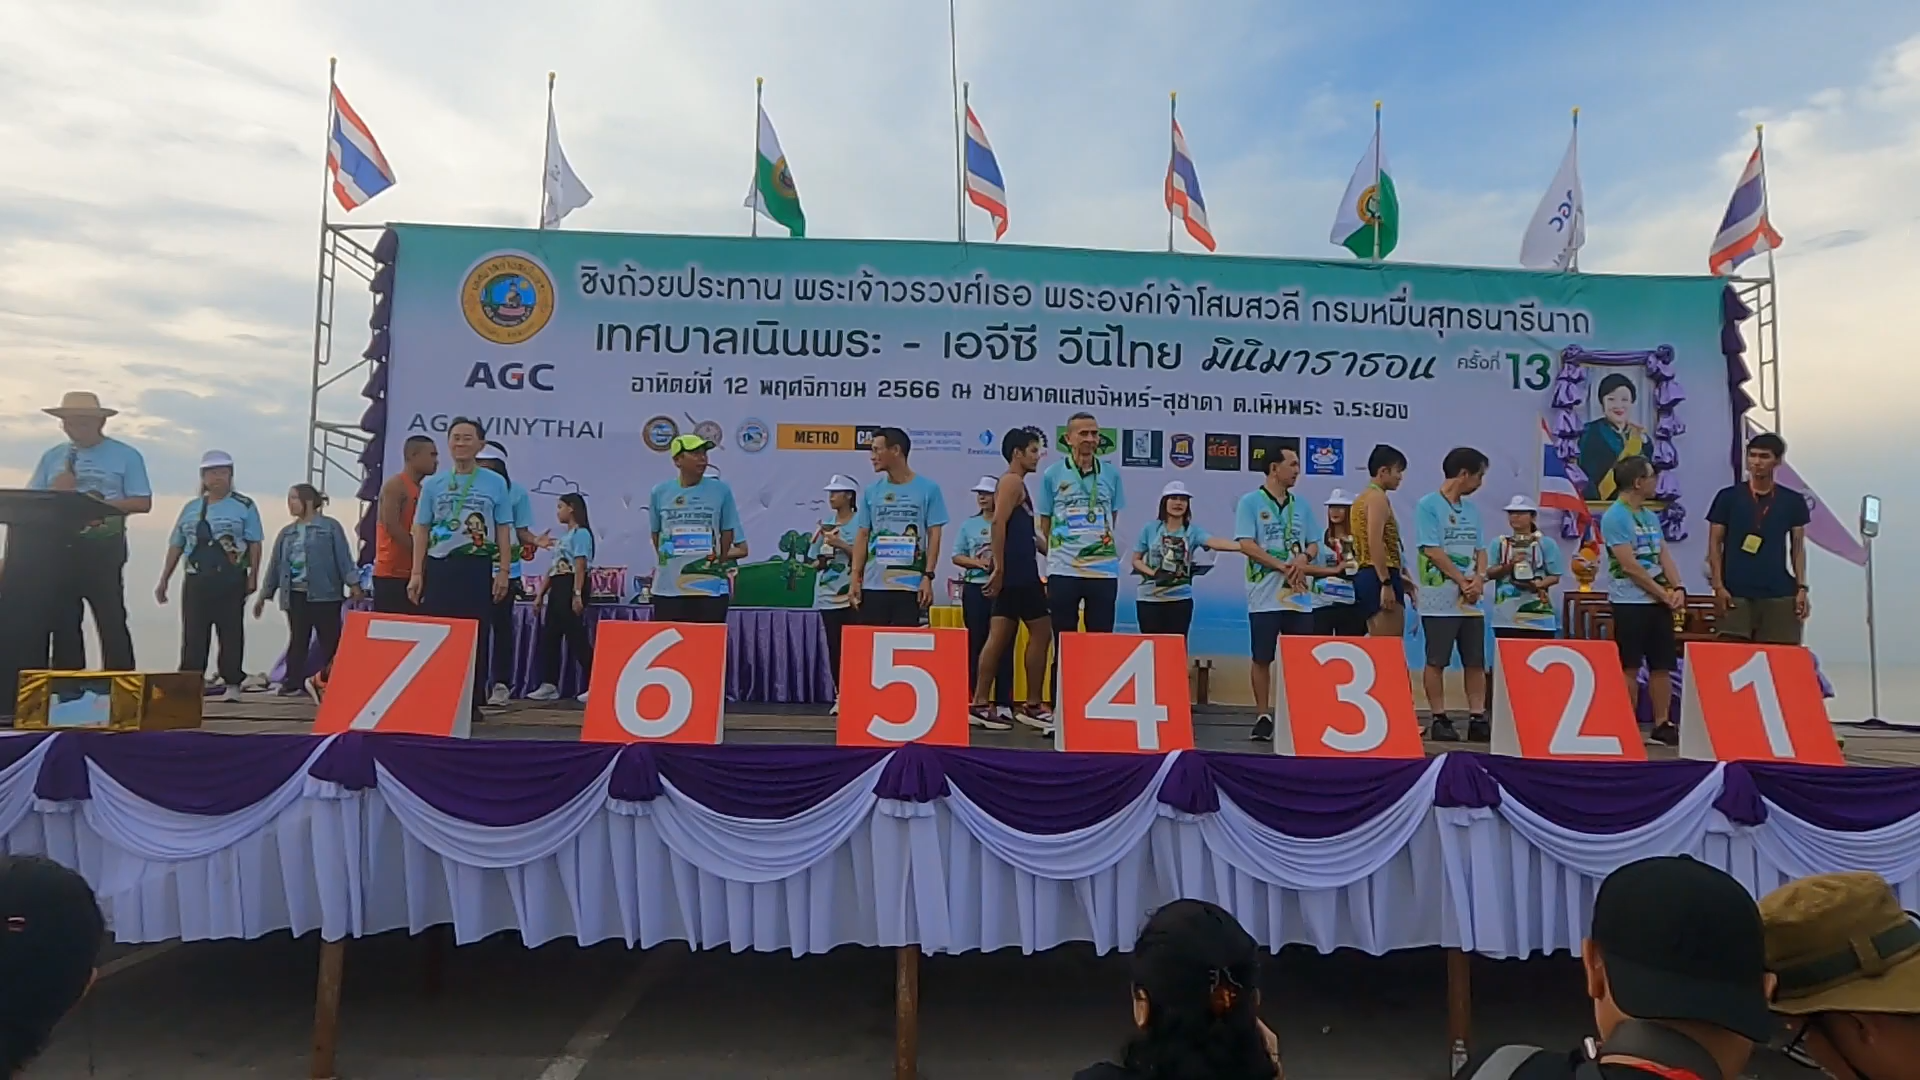 ชิงถ้วยประทาน พระเจ้าวรวงศ์เธอ พระองค์เจ้าโสมสวลี กรมหมื่นสุทธนารีนาถ
เทศบาลเนินพระ - เอจีซี วีนิไทย มินิมาราธอน ครั้งที่ 13
อาทิตย์ที่ 12 พฤศจิกายน 2566 ณ ชายหาดแสงจันทร์-สุชาดา ต.เนินพระ จ.ระยอง
AGC
AGC VINYTHAI
METRO
7 6 5 4 3 2 1